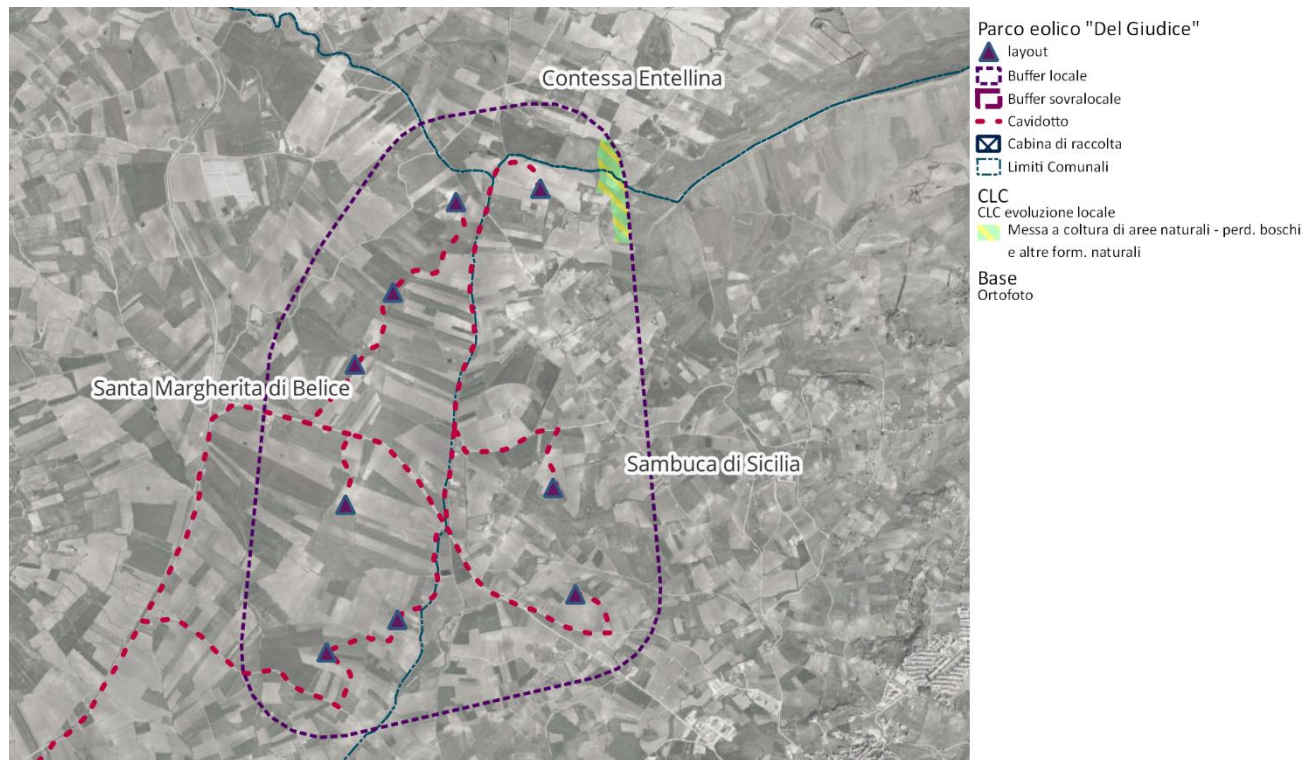 Contessa Entellina
Santa Margherita di Belice
Sambuca di Sicilia
Parco eolico "Del Giudice"
layout
Buffer locale
Buffer sovralocale
Cavidotto
Cabina di raccolta
Limiti Comunali
CLC
CLC evoluzione locale
Messa a coltura di aree naturali - perd. boschi
e altre form. naturali
Base
Ortofoto